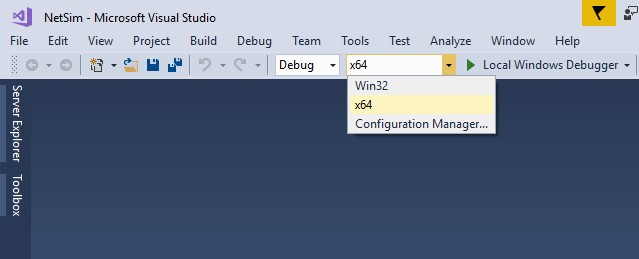 NetSim - Microsoft Visual Studio
File Edit View Project Build Debug Team Tools Test Analyze Window Help
Debug x64 Local Windows Debugger
Win32
x64
Configuration Manager...
Server Explorer
Toolbox